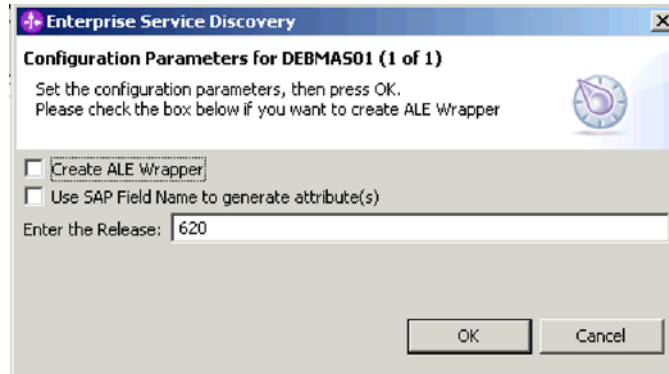 Enterprise Service Discovery
Configuration Parameters for DEBMAS01 (1 of 1)
Set the configuration parameters, then press OK.
Please check the box below if you want to create ALE Wrapper
Create ALE Wrapper
Use SAP Field Name to generate attribute(s)
Enter the Release: 620
OK Cancel